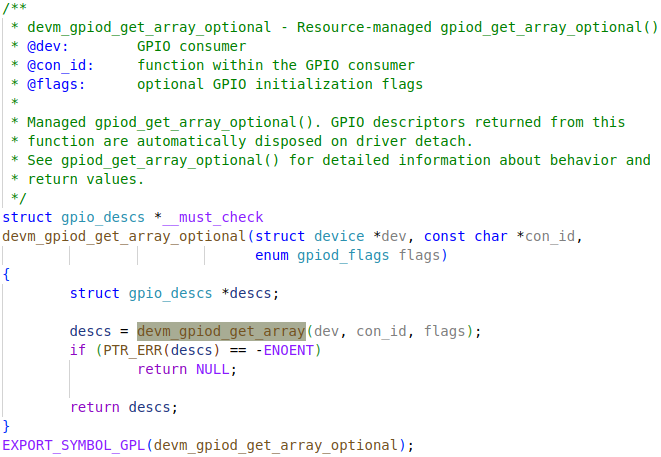 /**
 * devm_gpiod_get_array_optional - Resource-managed gpiod_get_array_optional()
 * @dev:        GPIO consumer
 * @con_id:     function within the GPIO consumer
 * @flags:      optional GPIO initialization flags
 *
 * Managed gpiod_get_array_optional(). GPIO descriptors returned from this
 * function are automatically disposed on driver detach.
 * See gpiod_get_array_optional() for detailed information about behavior and
 * return values.
 */
struct gpio_descs *__must_check
devm_gpiod_get_array_optional(struct device *dev, const char *con_id,
                              enum gpiod_flags flags)
{
        struct gpio_descs *descs;

        descs = devm_gpiod_get_array(dev, con_id, flags);
        if (PTR_ERR(descs) == -ENOENT)
                return NULL;

        return descs;
}
EXPORT_SYMBOL_GPL(devm_gpiod_get_array_optional);